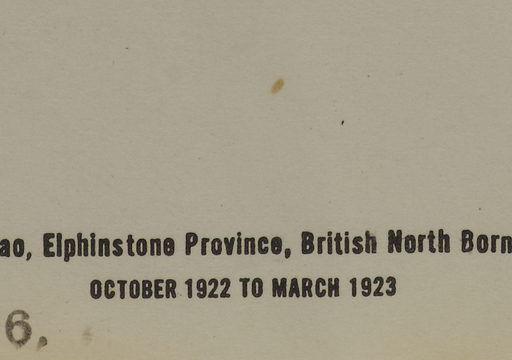 ao, Elphinstone Province, British North Born
OCTOBER 1922 TO MARCH 1923
6.